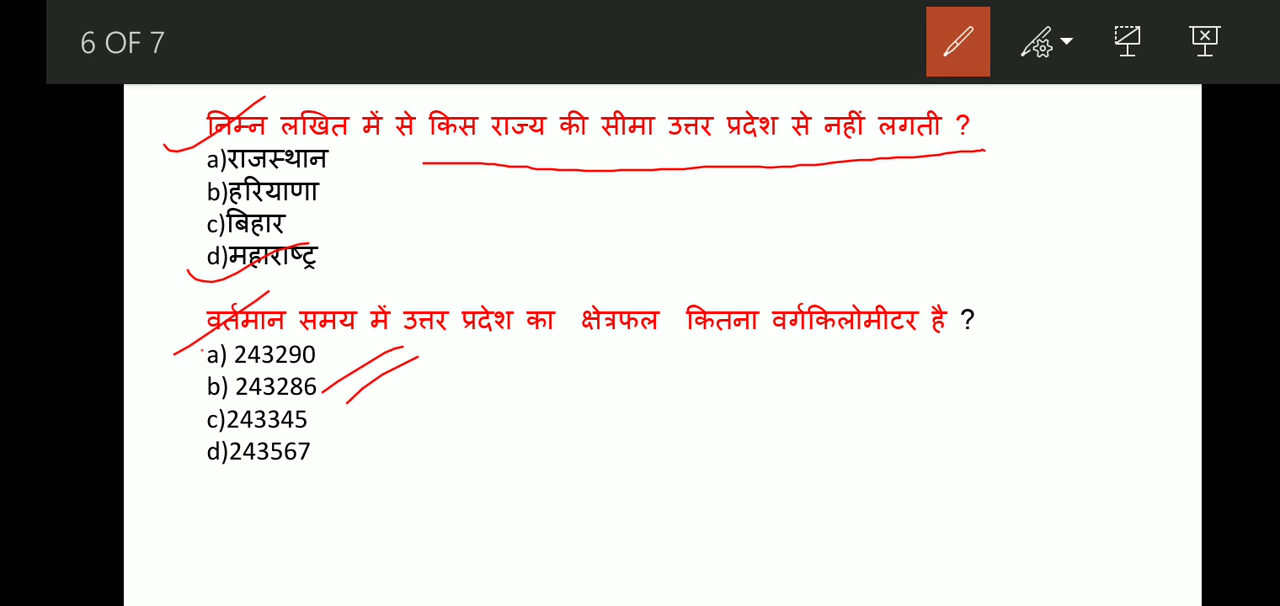 6 OF 7
निम्न लखित में से किस राज्य की सीमा उत्तर प्रदेश से नहीं लगती ?
a)राजस्थान
b)हरियाणा
c)बिहार
d)महाराष्ट्र
वर्तमान समय में उत्तर प्रदेश का क्षेत्रफल कितना वर्गकिलोमीटर है ?
a) 243290
b) 243286
c)243345
d)243567